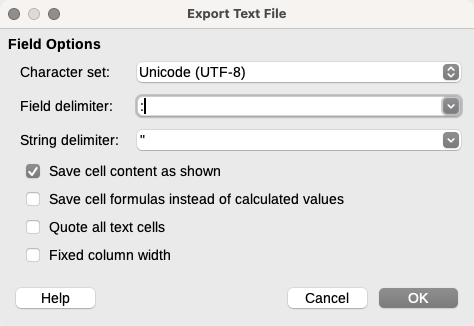 Export Text File
Field Options
Character set: Unicode (UTF-8)
Field delimiter: :
String delimiter: "
Save cell content as shown
Save cell formulas instead of calculated values
Quote all text cells
Fixed column width
Help Cancel OK